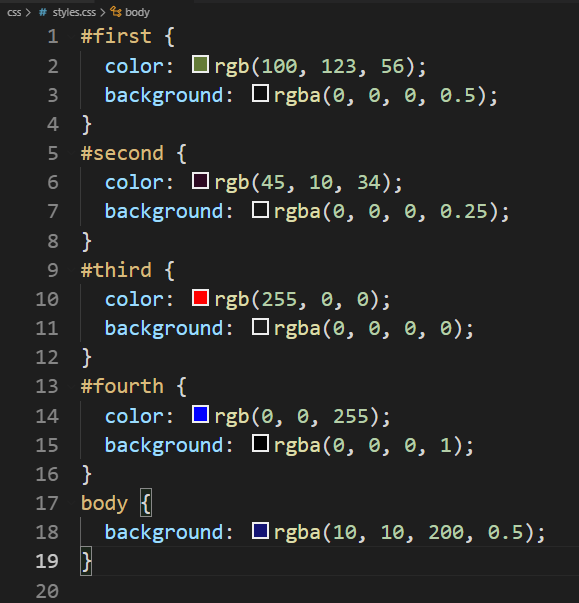 css > # styles.css > body
1 #first {
2   color: rgb(100, 123, 56);
3   background: rgba(0, 0, 0, 0.5);
4 }
5 #second {
6   color: rgb(45, 10, 34);
7   background: rgba(0, 0, 0, 0.25);
8 }
9 #third {
10   color: rgb(255, 0, 0);
11   background: rgba(0, 0, 0, 0);
12 }
13 #fourth {
14   color: rgb(0, 0, 255);
15   background: rgba(0, 0, 0, 1);
16 }
17 body {
18   background: rgba(10, 10, 200, 0.5);
19 }
20